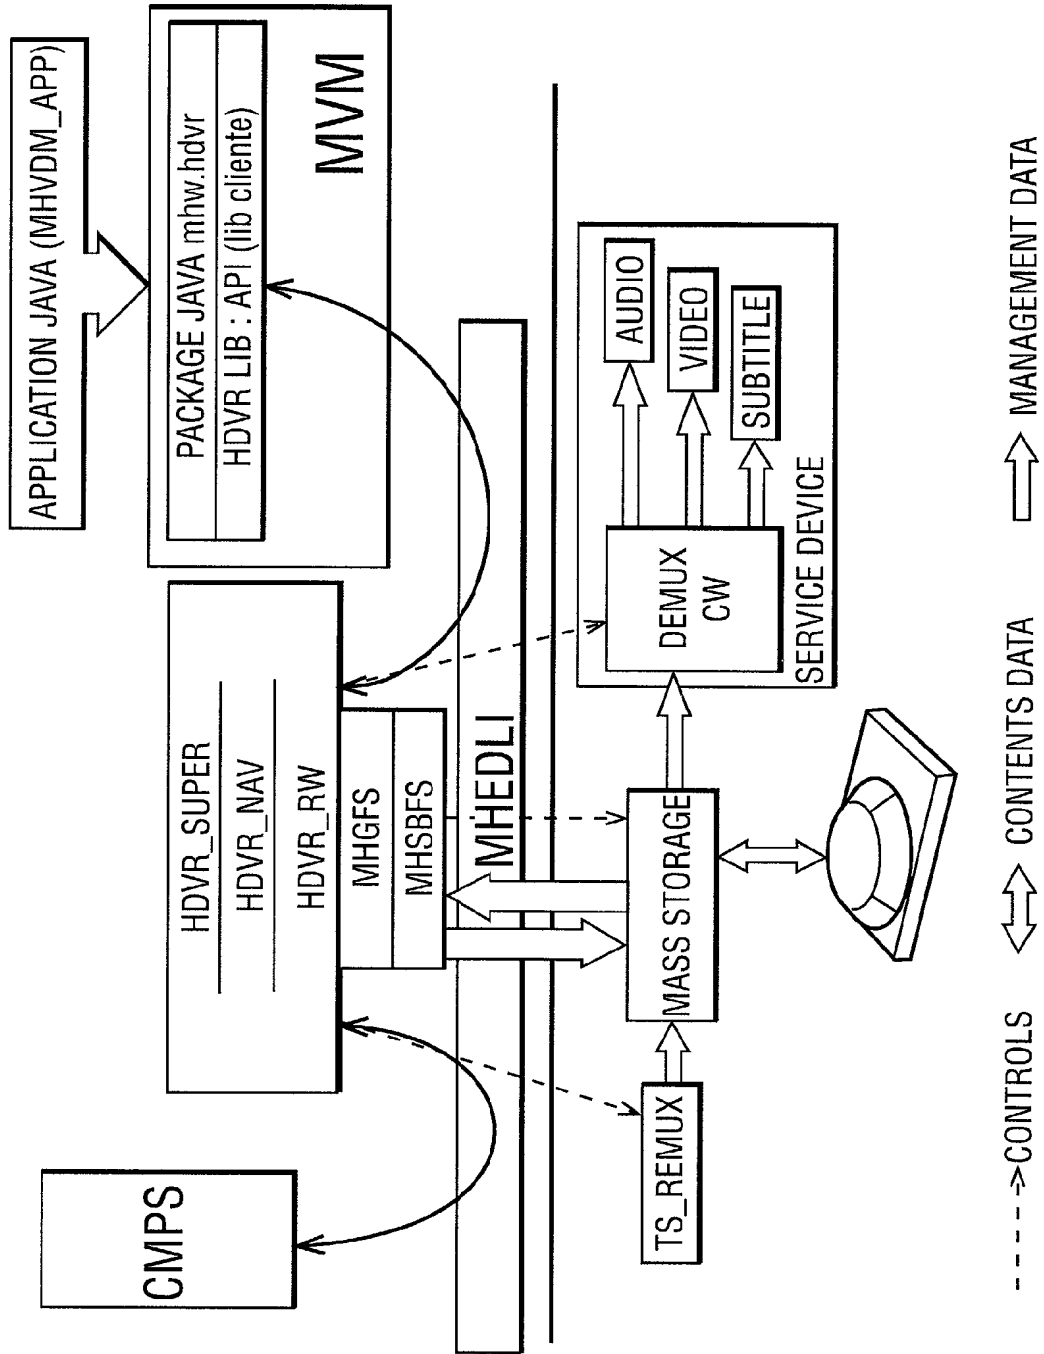 APPLICATION JAVA (MHVDM_APP)
PACKAGE JAVA mhw.hdvr
HDVR LIB : API (lib cliente)
MVM
HDVR_SUPER
HDVR_NAV
HDVR_RW
MHGFS
MHSBFS
CMPS
MHEDLI
TS_REMUX
MASS STORAGE
DEMUX
CW
AUDIO
VIDEO
SUBTITLE
SERVICE DEVICE
CONTROLS
CONTENTS DATA
MANAGEMENT DATA